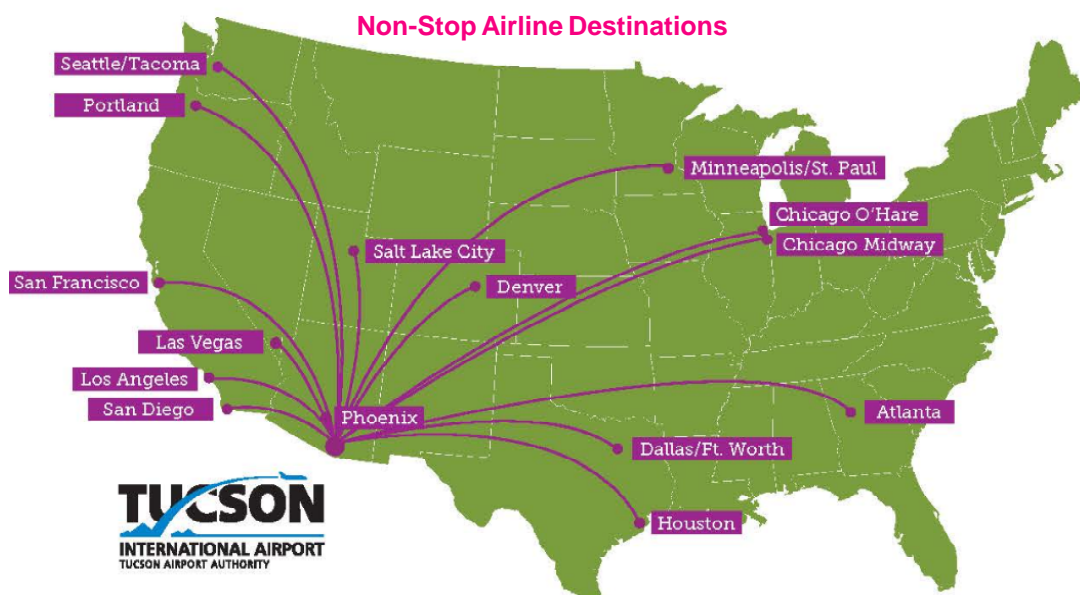 Non-Stop Airline Destinations
Seattle/Tacoma
Portland
Minneapolis/St. Paul
Chicago O'Hare
Chicago Midway
Salt Lake City
Denver
San Francisco
Las Vegas
Los Angeles
San Diego
Phoenix
Atlanta
Dallas/Ft. Worth
Houston
TUCSON
INTERNATIONAL AIRPORT
TUCSON AIRPORT AUTHORITY